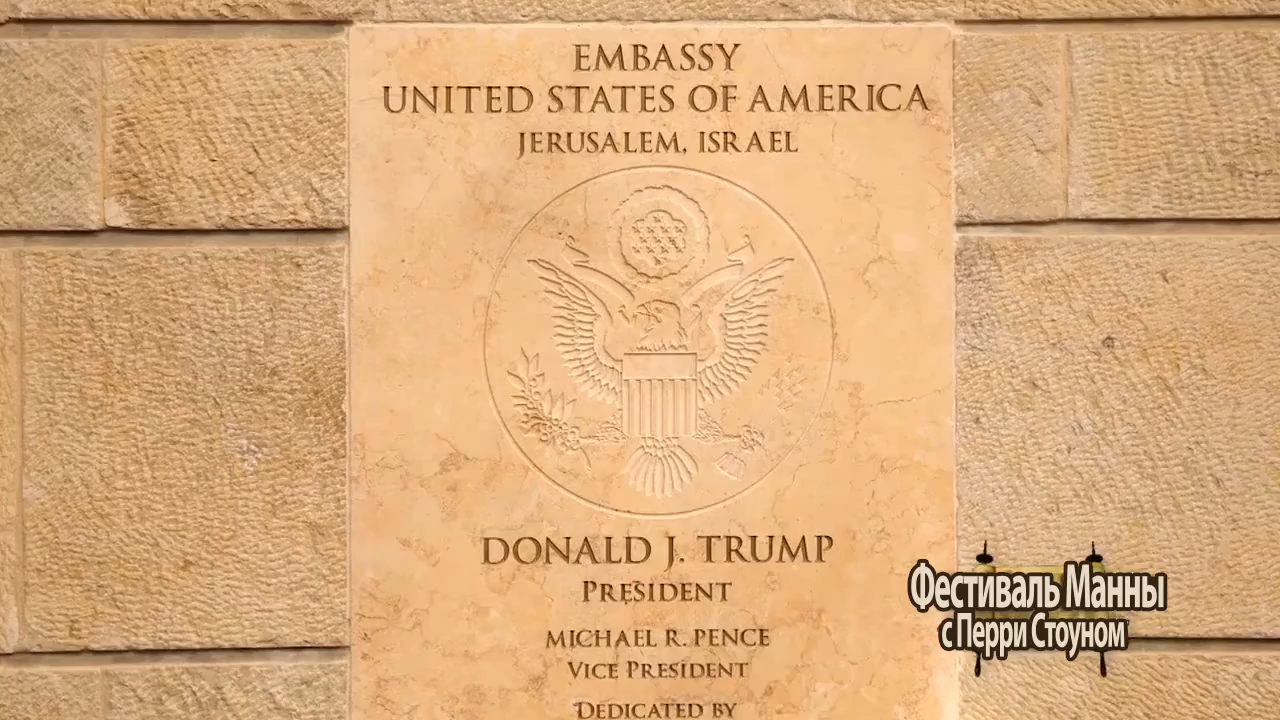 EMBASSY
UNITED STATES OF AMERICA
JERUSALEM, ISRAEL
DONALD J. TRUMP
PRESIDENT
MICHAEL R. PENCE
VICE PRESIDENT
DEDICATED BY
Фестиваль Манны
с Перри Стоуном